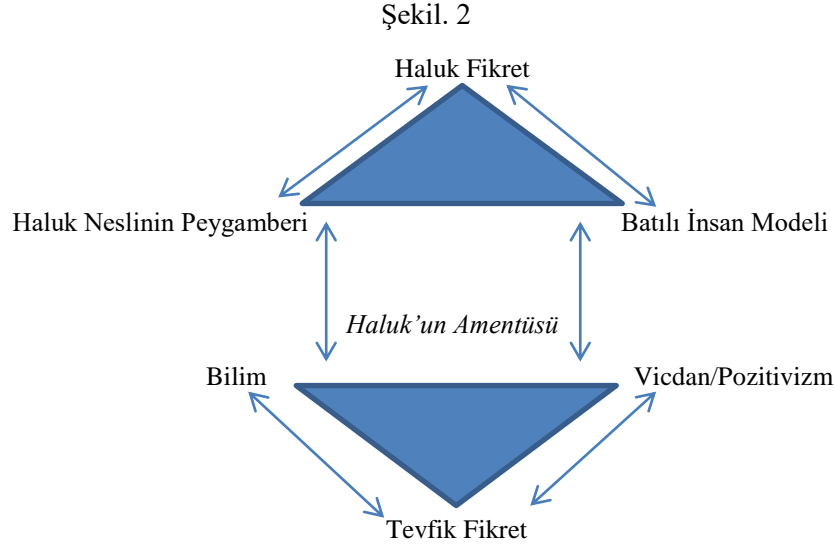 Şekil. 2
Haluk Fikret
Haluk Neslinin Peygamberi
Batılı İnsan Modeli
Haluk’un Amentüsü
Bilim
Vicdan/Pozitivizm
Tevfik Fikret